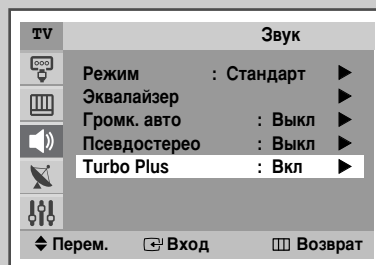 TV Звук
Режим : Стандарт
Эквалайзер
Громк. авто : Выкл
Псевдостерео : Выкл
Turbo Plus : Вкл
Перем. Вход Возврат